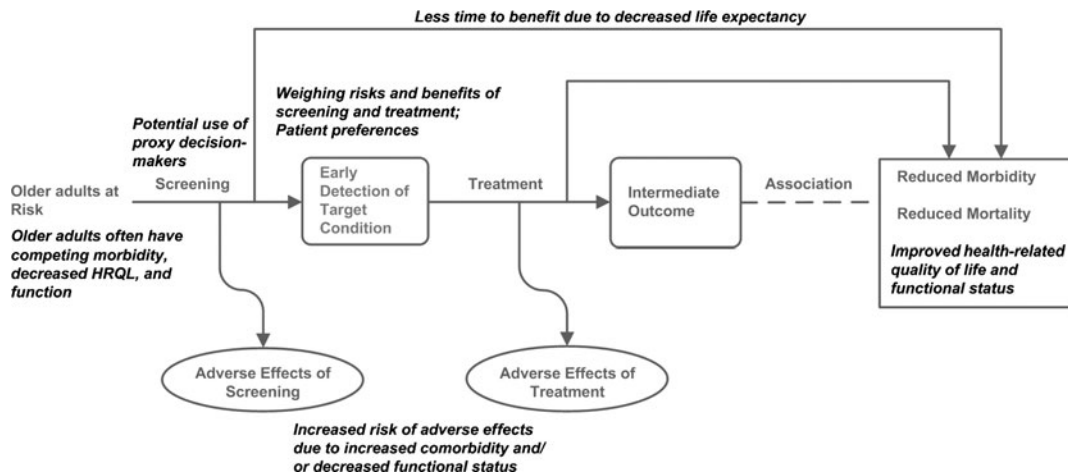 Less time to benefit due to decreased life expectancy
Weighing risks and benefits of
screening and treatment;
Patient preferences
Potential use of
proxy decision-
makers
Older adults at
Risk
Screening
Early
Detection of
Target
Condition
Treatment
Intermediate
Outcome
Association
Reduced Morbidity
Reduced Mortality
Improved health-related
quality of life and
functional status
Older adults often have
competing morbidity,
decreased HRQL, and
function
Adverse Effects of
Screening
Adverse Effects of
Treatment
Increased risk of adverse effects
due to increased comorbidity and/
or decreased functional status